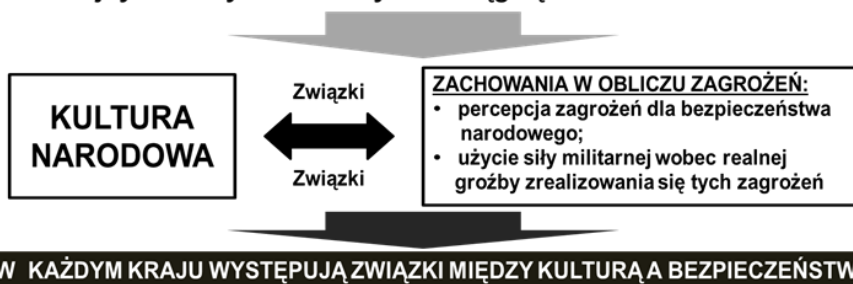 KULTURA
NARODOWA
Związki
Związki
ZACHOWANIA W OBLICZU ZAGROŻEŃ:
• percepcja zagrożeń dla bezpieczeństwa
narodowego;
• użycie siły militarnej wobec realnej
groźby zrealizowania się tych zagrożeń
W KAŻDYM KRAJU WYSTĘPUJĄ ZWIĄZKI MIĘDZY KULTURĄ A